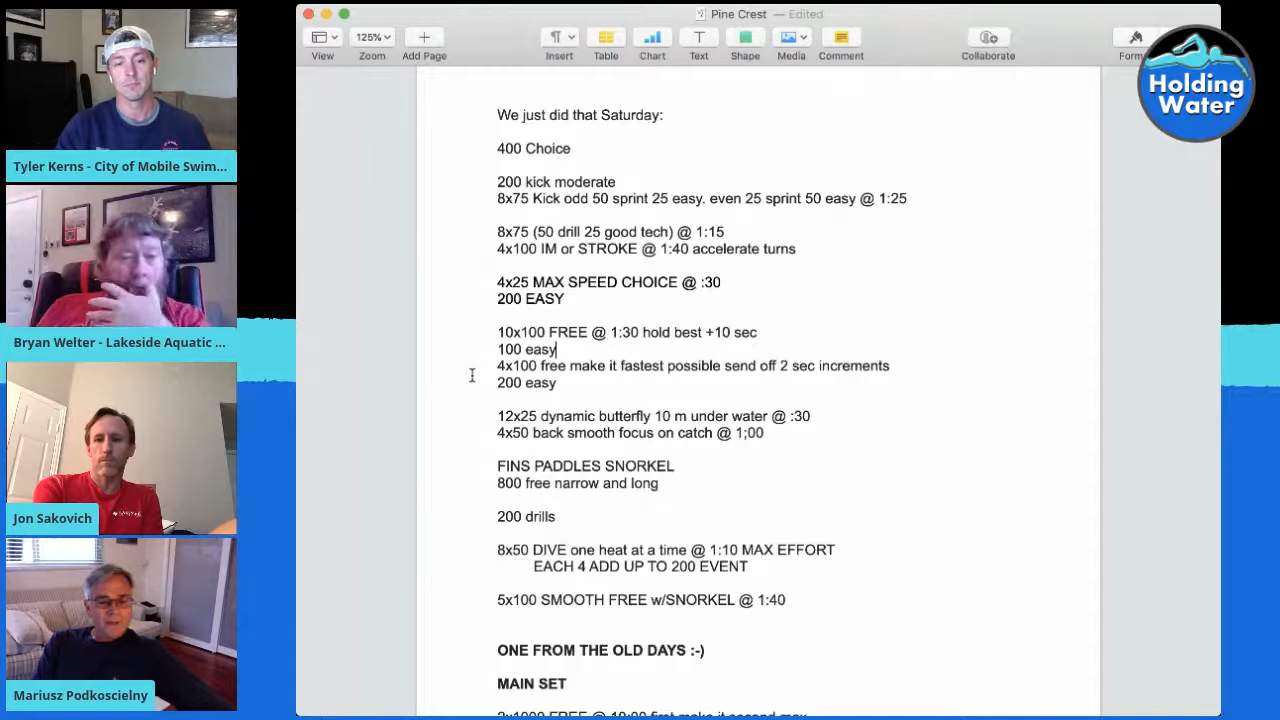 Tyler Kerns - City of Mobile Swim...
Bryan Welter - Lakeside Aquatic ...
Jon Sakovich
Mariusz Podkoscielny
Pine Crest — Edited
125%
View
Zoom
Add Page
Insert
Table
Chart
Text
Shape
Media
Comment
Collaborate
Form
Holding
Water
We just did that Saturday:
400 Choice
200 kick moderate
8x75 Kick odd 50 sprint 25 easy. even 25 sprint 50 easy @ 1:25
8x75 (50 drill 25 good tech) @ 1:15
4x100 IM or STROKE @ 1:40 accelerate turns
4x25 MAX SPEED CHOICE @ :30
200 EASY
10x100 FREE @ 1:30 hold best +10 sec
100 easy
4x100 free make it fastest possible send off 2 sec increments
200 easy
12x25 dynamic butterfly 10 m under water @ :30
4x50 back smooth focus on catch @ 1;00
FINS PADDLES SNORKEL
800 free narrow and long
200 drills
8x50 DIVE one heat at a time @ 1:10 MAX EFFORT
EACH 4 ADD UP TO 200 EVENT
5x100 SMOOTH FREE w/SNORKEL @ 1:40
ONE FROM THE OLD DAYS :-)
MAIN SET